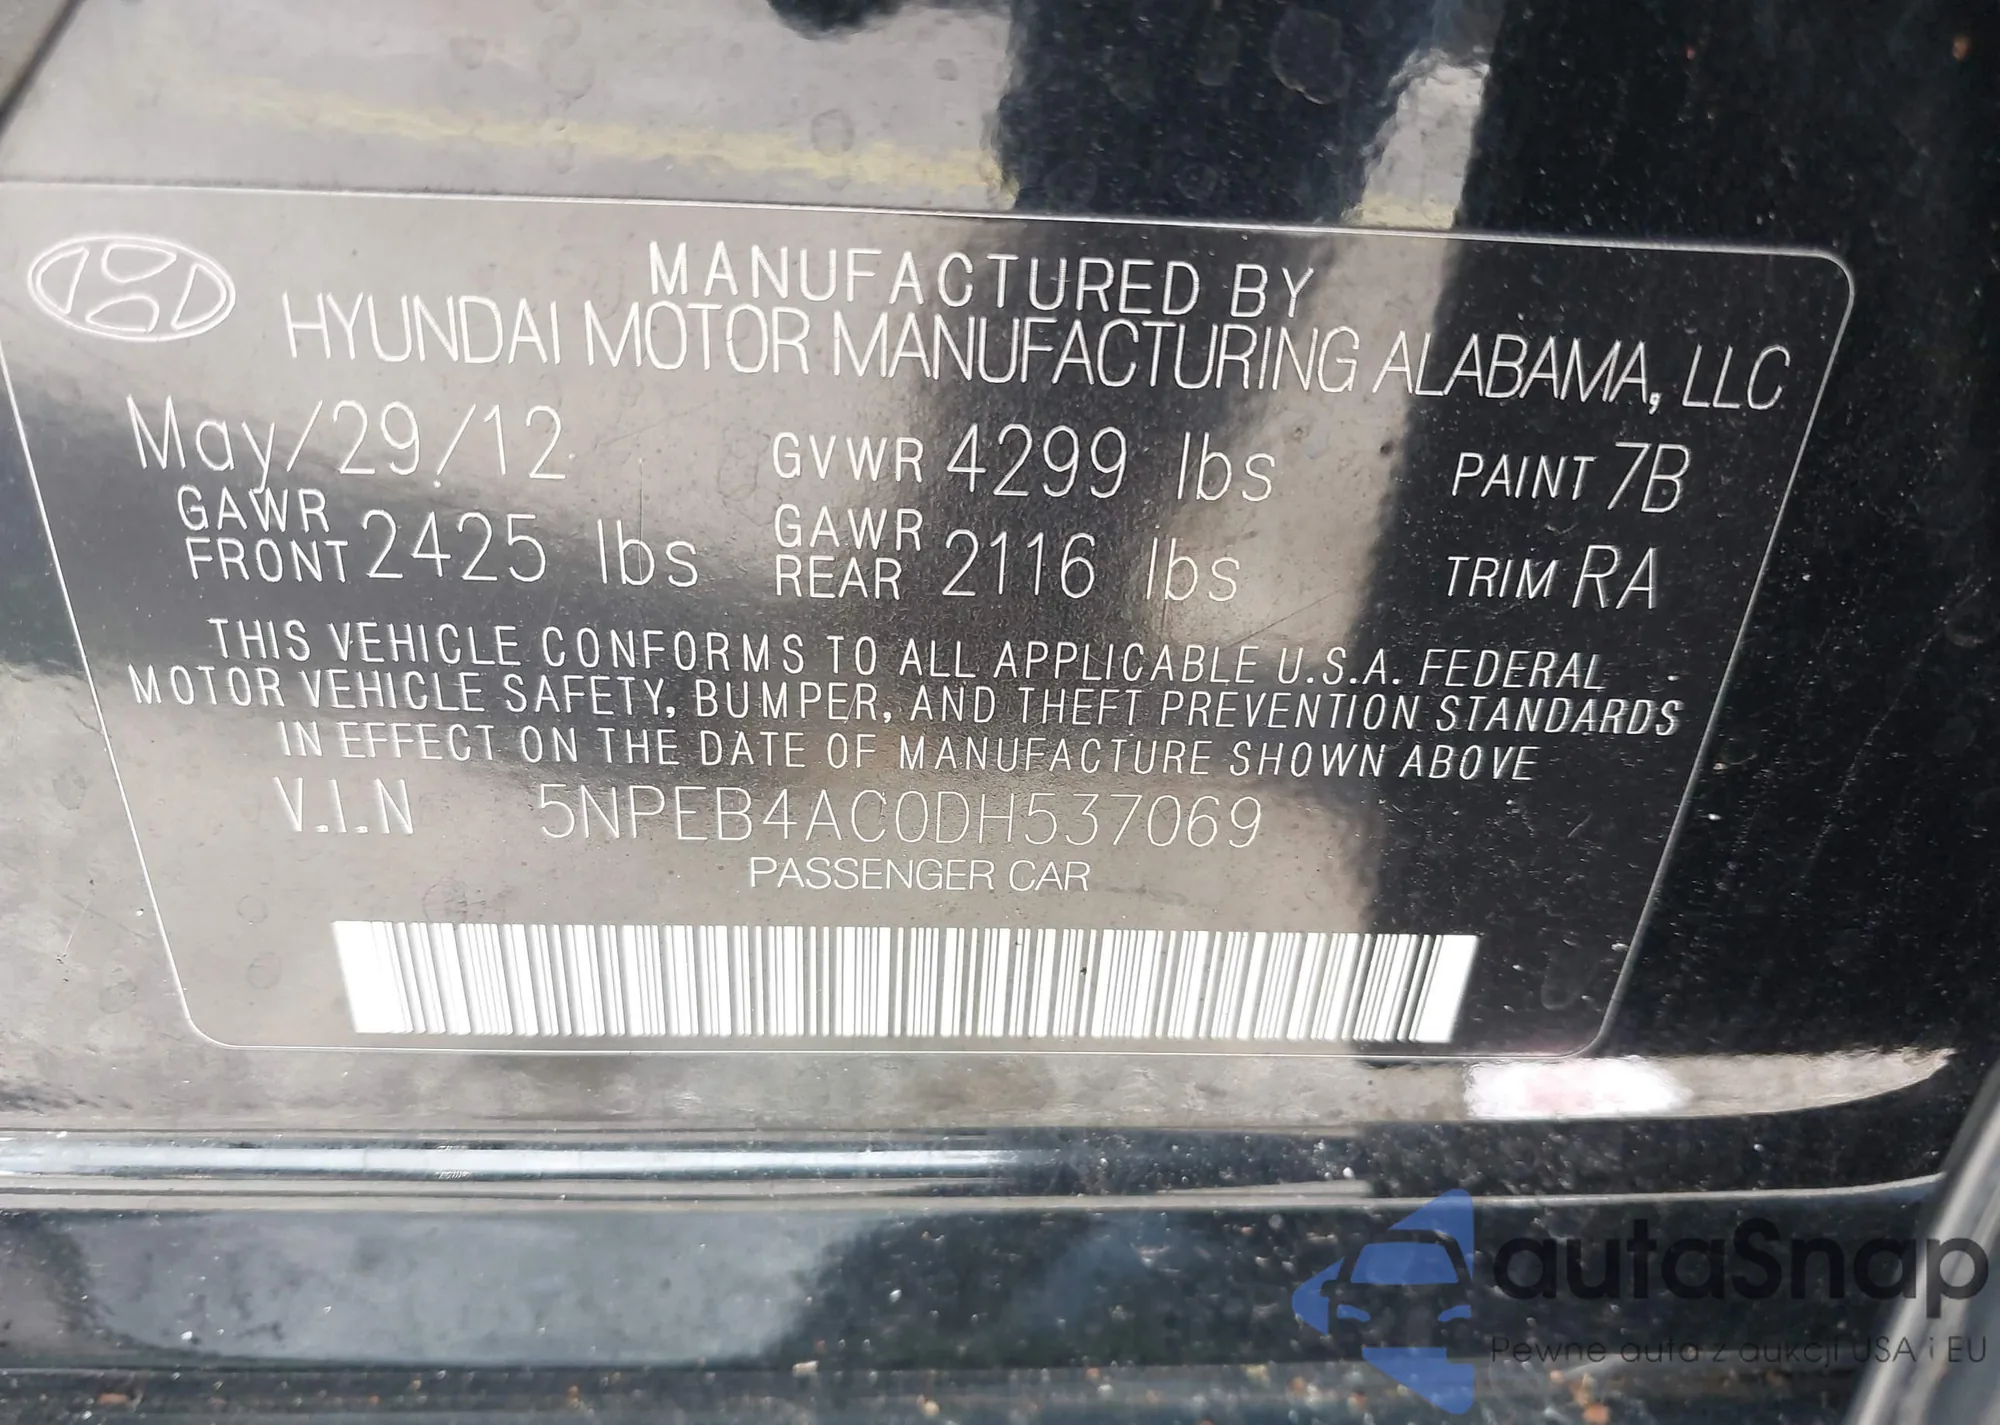 MANUFACTURED BY
HYUNDAI MOTOR MANUFACTURING ALABAMA, LLC
May/29/12 GVWR 4299 lbs PAINT 7B
GAWR FRONT 2425 lbs GAWR REAR 2116 lbs TRIM RA
THIS VEHICLE CONFORMS TO ALL APPLICABLE U.S.A. FEDERAL
MOTOR VEHICLE SAFETY, BUMPER, AND THEFT PREVENTION STANDARDS
IN EFFECT ON THE DATE OF MANUFACTURE SHOWN ABOVE
V.I.N 5NPEB4AC0DH537069
PASSENGER CAR
autaSnap
Pewne auta z aukcji USA i EU